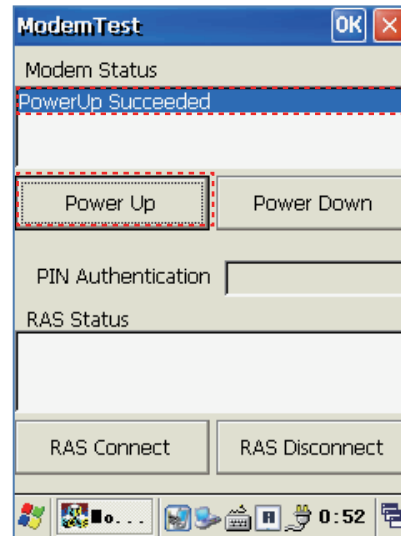 ModemTest OK
Modem Status
PowerUp Succeeded
Power Up Power Down
PIN Authentication
RAS Status
RAS Connect RAS Disconnect
o... 0:52